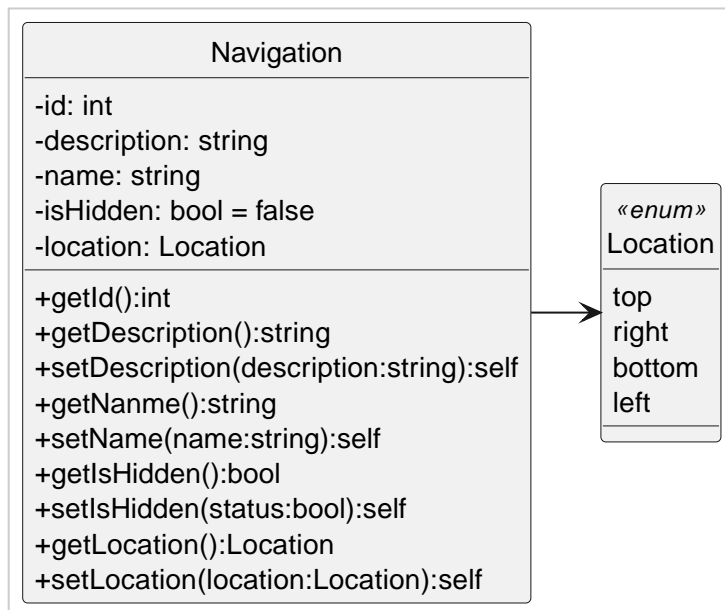 Navigation
-id: int
-description: string
-name: string
-isHidden: bool = false
-location: Location
+getId():int
+getDescription():string
+setDescription(description:string):self
+getNanme():string
+setName(name:string):self
+getIsHidden():bool
+setIsHidden(status:bool):self
+getLocation():Location
+setLocation(location:Location):self
«enum»
Location
top
right
bottom
left